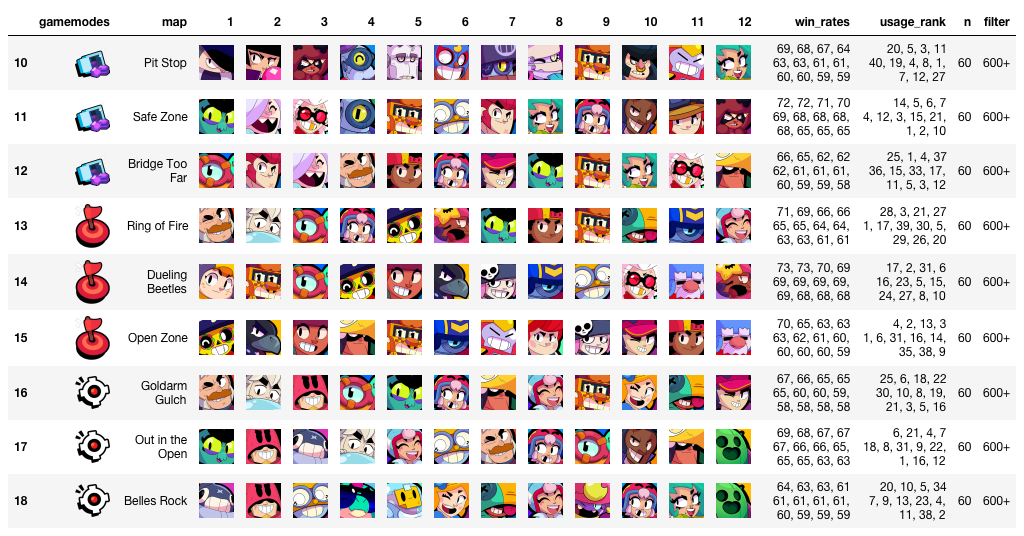 gamemodes map 1 2 3 4 5 6 7 8 9 10 11 12 win_rates usage_rank n filter
10 Pit Stop 69, 68, 67, 64 20, 5, 3, 11 60 600+
63, 63, 61, 61, 40, 19, 4, 8, 1,
60, 60, 59, 59 7, 12, 27
11 Safe Zone 72, 72, 71, 70 14, 5, 6, 7 60 600+
69, 68, 68, 68, 4, 12, 3, 15, 21,
68, 65, 65, 65 1, 2, 10
12 Bridge Too Far 66, 65, 62, 62 25, 1, 4, 37 60 600+
62, 61, 61, 61, 36, 15, 33, 17,
60, 59, 59, 58 11, 5, 3, 12
13 Ring of Fire 71, 69, 66, 66 28, 3, 21, 27 60 600+
65, 65, 64, 64, 1, 17, 39, 30, 5,
63, 63, 61, 61 29, 26, 20
14 Dueling Beetles 73, 73, 70, 69 17, 2, 31, 6 60 600+
69, 69, 69, 69, 16, 23, 5, 15,
69, 68, 68, 68 24, 27, 8, 10
15 Open Zone 70, 65, 63, 63 4, 2, 13, 3 60 600+
63, 62, 61, 60, 1, 6, 31, 16, 14,
60, 60, 60, 59 35, 38, 9
16 Goldarm Gulch 67, 66, 65, 65 25, 6, 18, 22 60 600+
65, 60, 60, 59, 30, 10, 8, 19,
58, 58, 58, 58 21, 3, 5, 16
17 Out in the Open 69, 68, 67, 67 6, 21, 4, 7 60 600+
67, 66, 66, 65, 18, 8, 31, 9, 22,
65, 65, 63, 63 1, 16, 12
18 Belles Rock 64, 63, 63, 61 20, 10, 5, 34 60 600+
61, 61, 61, 61, 7, 9, 13, 23, 4,
60, 59, 59, 59 11, 38, 2